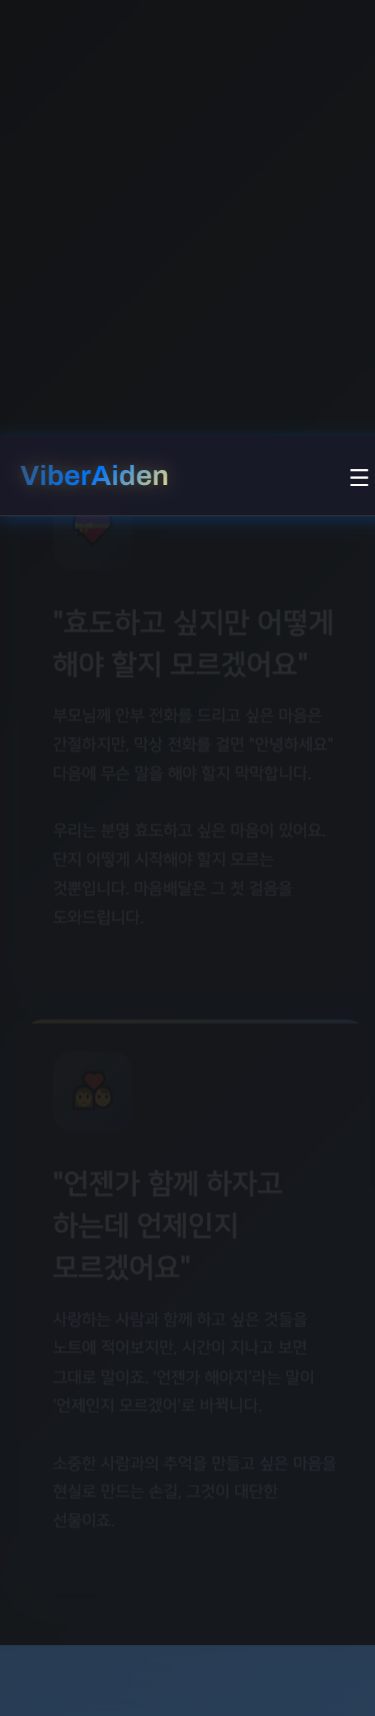 ViberAiden
"효도하고 싶지만 어떻게
해야 할지 모르겠어요"
부모님께 안부 전화를 드리고 싶은 마음은
간절하지만, 막상 전화를 걸면 "안녕하세요"
다음에 무슨 말을 해야 할지 막막합니다.
우리는 분명 효도하고 싶은 마음이 있어요.
단지 어떻게 시작해야 할지 모르는
것뿐입니다. 마음배달은 그 첫 걸음을
도와드립니다.
"언젠가 함께 하자고
하는데 언제인지
모르겠어요"
사랑하는 사람과 함께 하고 싶은 것들을
노트에 적어보지만, 시간이 지나고 보면
그대로 말이죠. '언젠가 해야지'라는 말이
'언제인지 모르겠어'로 바뀝니다.
소중한 사람과의 추억을 만들고 싶은 마음을
현실로 만드는 손길, 그것이 대단한
선물이죠.